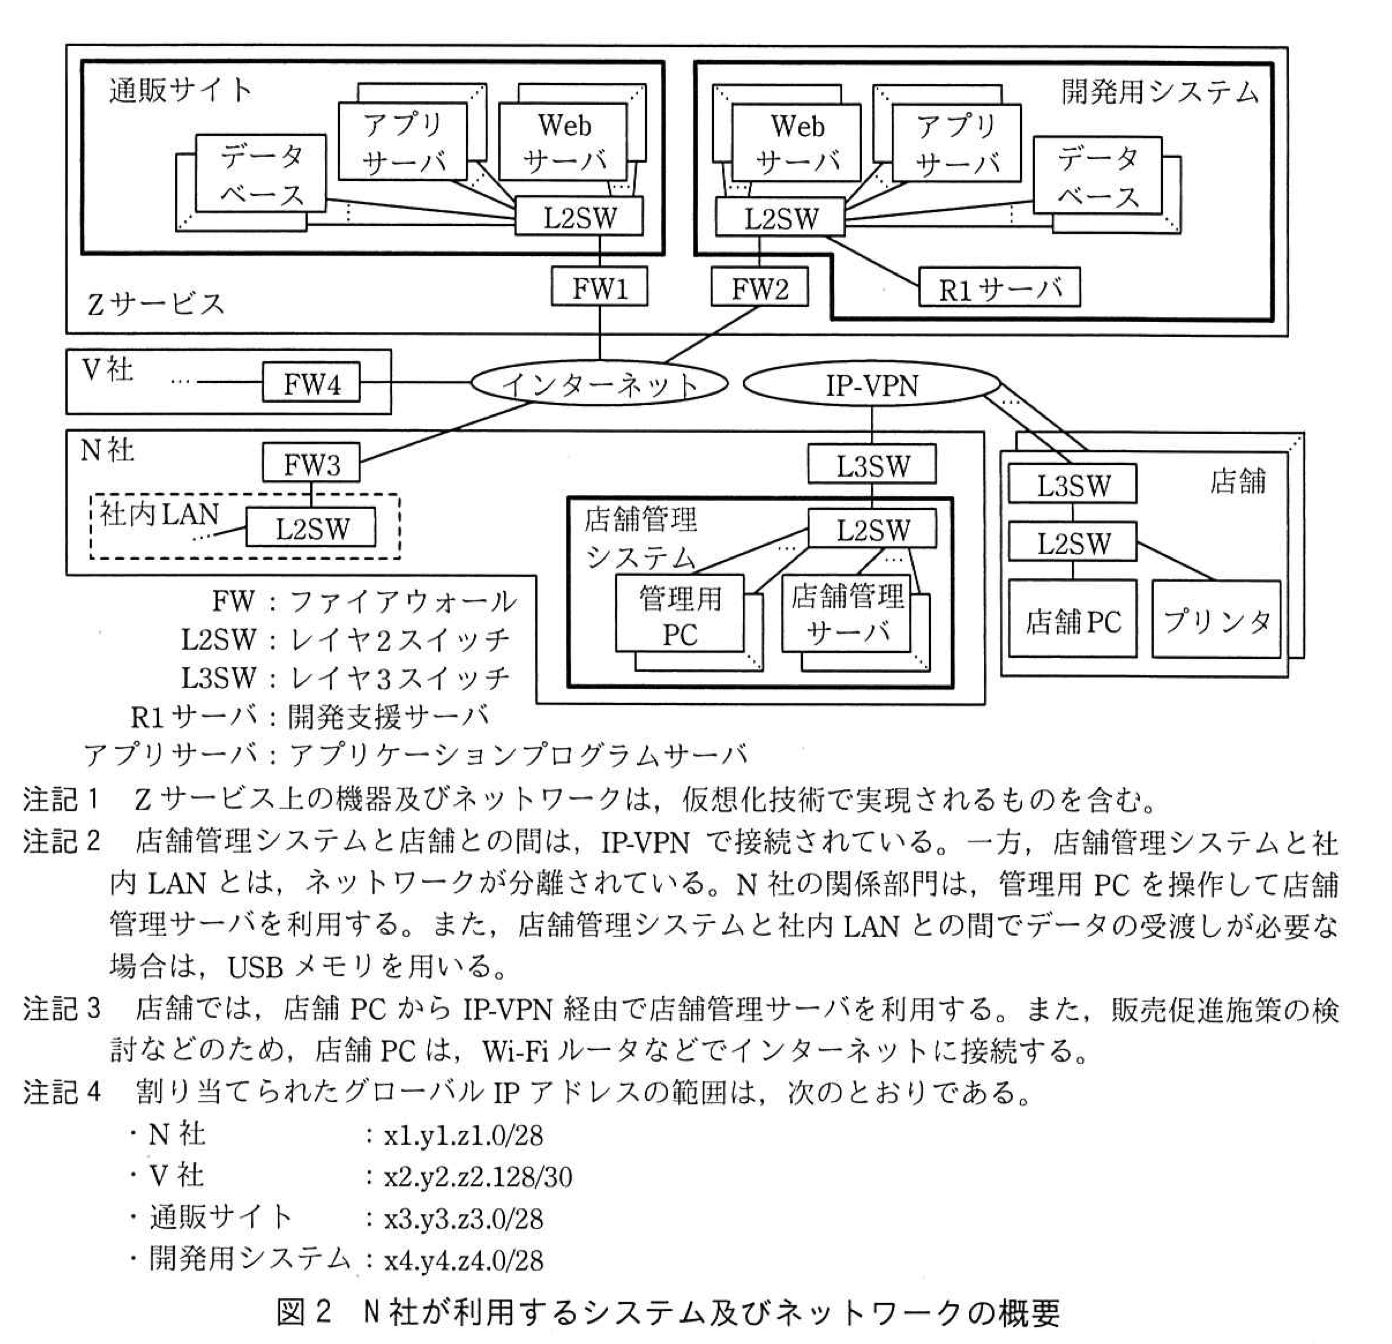 通販サイト
アプリ
サーバ
Web
サーバ
データ
ベース
L2SW
FW1
Zサービス
開発用システム
Web
サーバ
アプリ
サーバ
データ
ベース
L2SW
FW2
R1サーバ
V社
…
FW4
インターネット
IP-VPN
N社
FW3
社内LAN
L2SW
L3SW
店舗管理
システム
L2SW
管理用
PC
店舗管理
サーバ
店舗
L3SW
L2SW
店舗PC
プリンタ
FW：ファイアウォール
L2SW：レイヤ2スイッチ
L3SW：レイヤ3スイッチ
R1サーバ：開発支援サーバ
アプリサーバ：アプリケーションプログラムサーバ
注記1　Zサービス上の機器及びネットワークは，仮想化技術で実現されるものを含む。
注記2　店舗管理システムと店舗との間は，IP-VPN で接続されている。一方，店舗管理システムと社
内 LAN とは，ネットワークが分離されている。N 社の関係部門は，管理用 PC を操作して店舗
管理サーバを利用する。また，店舗管理システムと社内 LAN との間でデータの受渡しが必要な
場合は，USB メモリを用いる。
注記3　店舗では，店舗 PC から IP-VPN 経由で店舗管理サーバを利用する。また，販売促進施策の検
討などのため，店舗 PC は，Wi-Fi ルータなどでインターネットに接続する。
注記4　割り当てられたグローバル IP アドレスの範囲は，次のとおりである。
・N 社　　　　　：x1.y1.z1.0/28
・V 社　　　　　：x2.y2.z2.128/30
・通販サイト　　：x3.y3.z3.0/28
・開発用システム：x4.y4.z4.0/28
図2　N社が利用するシステム及びネットワークの概要